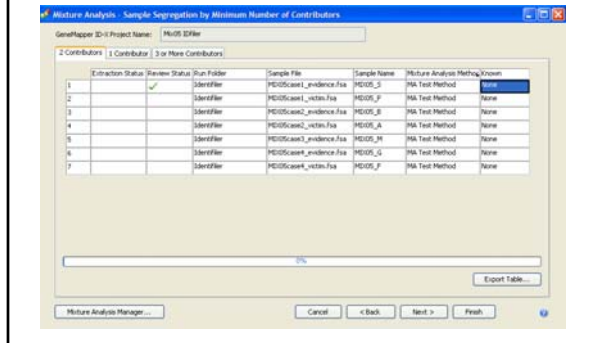 Mixture Analysis - Sample Segregation by Minimum Number of Contributors
GeneMapper ID-X Project Name: Mix05 IDfiler
2 Contributors 1 Contributor 3 or More Contributors
Extraction Status Review Status Run Folder Sample File Sample Name Mixture Analysis Method Known
1 Identifiler MIX05case1_evidence.fsa MIX05_S MA Test Method None
2 Identifiler MIX05case1_victim.fsa MIX05_F MA Test Method None
3 Identifiler MIX05case2_evidence.fsa MIX05_E MA Test Method None
4 Identifiler MIX05case2_victim.fsa MIX05_A MA Test Method None
5 Identifiler MIX05case3_evidence.fsa MIX05_M MA Test Method None
6 Identifiler MIX05case4_evidence.fsa MIX05_G MA Test Method None
7 Identifiler MIX05case4_victim.fsa MIX05_F MA Test Method None
0%
Export Table...
Mixture Analysis Manager... Cancel < Back Next > Finish